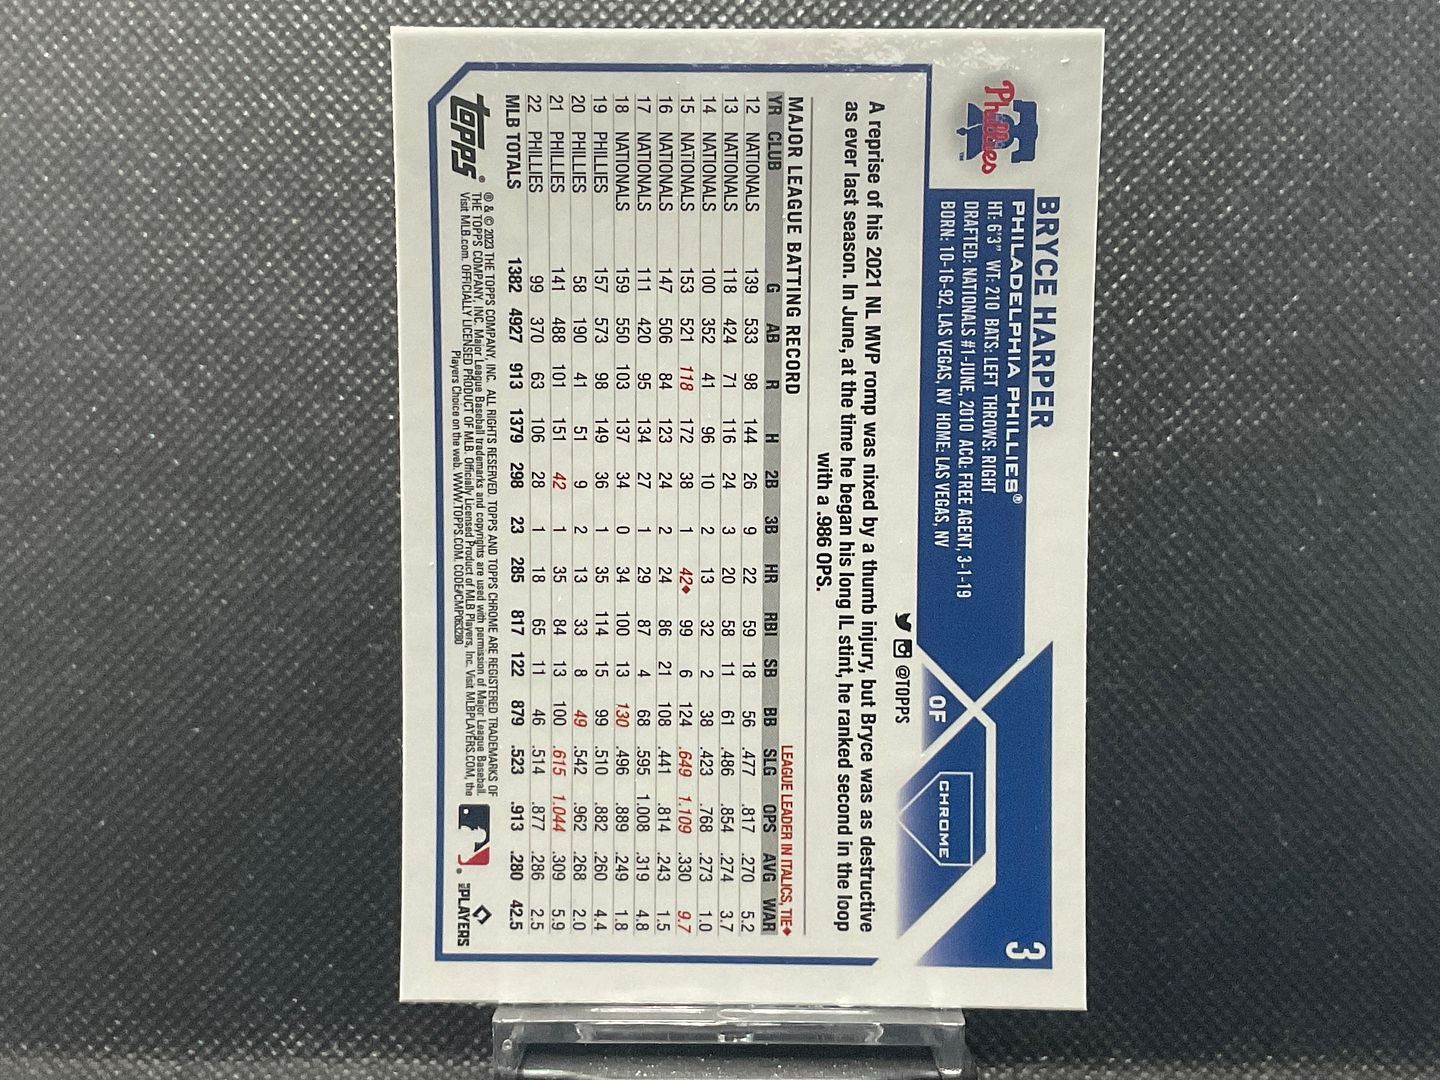 Phillies
BRYCE HARPER
3
PHILADELPHIA PHILLIES®
HT: 6'3" WT: 210 BATS: LEFT THROWS: RIGHT
DRAFTED: NATIONALS #1-JUNE, 2010 ACQ: FREE AGENT, 3-1-19
BORN: 10-16-92, LAS VEGAS, NV HOME: LAS VEGAS, NV
OF
CHROME
@TOPPS
A reprise of his 2021 NL MVP romp was nixed by a thumb injury, but Bryce was as destructive
as ever last season. In June, at the time he began his long IL stint, he ranked second in the loop
with a .986 OPS.
MAJOR LEAGUE BATTING RECORD
LEAGUE LEADER IN ITALICS, TIE♦
YR CLUB G AB R H 2B 3B HR RBI SB BB SLG OPS AVG WAR
12 NATIONALS 139 533 98 144 26 9 22 59 18 56 .477 .817 .270 5.2
13 NATIONALS 118 424 71 116 24 3 20 58 11 61 .486 .854 .274 3.7
14 NATIONALS 100 352 41 96 10 2 13 32 2 38 .423 .768 .273 1.0
15 NATIONALS 153 521 118 172 38 1 42♦ 99 6 124 .649 1.109 .330 9.7
16 NATIONALS 147 506 84 123 24 2 24 86 21 108 .441 .814 .243 1.5
17 NATIONALS 111 420 95 134 27 1 29 87 4 68 .595 1.008 .319 4.8
18 NATIONALS 159 550 103 137 34 0 34 100 13 130 .496 .889 .249 1.8
19 PHILLIES 157 573 98 149 36 1 35 114 15 99 .510 .882 .260 4.4
20 PHILLIES 58 190 41 51 9 2 13 33 8 49 .542 .962 .268 2.0
21 PHILLIES 141 488 101 151 42 1 35 84 13 100 .615 1.044 .309 5.9
22 PHILLIES 99 370 63 106 28 1 18 65 11 46 .514 .877 .286 2.5
MLB TOTALS 1382 4927 913 1379 298 23 285 817 122 879 .523 .913 .280 42.5
topps®
® & © 2023 THE TOPPS COMPANY, INC. ALL RIGHTS RESERVED. TOPPS AND TOPPS CHROME ARE REGISTERED TRADEMARKS OF
THE TOPPS COMPANY, INC. Major League Baseball trademarks and copyrights are used with permission of Major League Baseball.
Visit MLB.com. OFFICIALLY LICENSED PRODUCT OF MLB. Officially Licensed Product of MLB Players, Inc. Visit MLBPLAYERS.COM, the
Players Choice on the web. WWW.TOPPS.COM. CODE#CMP063280
MLB PLAYERS